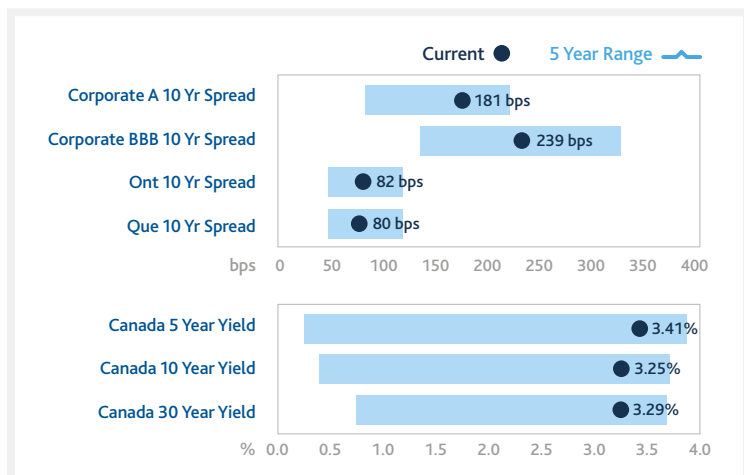 Current 5 Year Range
Corporate A 10 Yr Spread 181 bps
Corporate BBB 10 Yr Spread 239 bps
Ont 10 Yr Spread 82 bps
Que 10 Yr Spread 80 bps
bps 0 50 100 150 200 250 300 350 400
Canada 5 Year Yield 3.41%
Canada 10 Year Yield 3.25%
Canada 30 Year Yield 3.29%
% 0.0 0.5 1.0 1.5 2.0 2.5 3.0 3.5 4.0